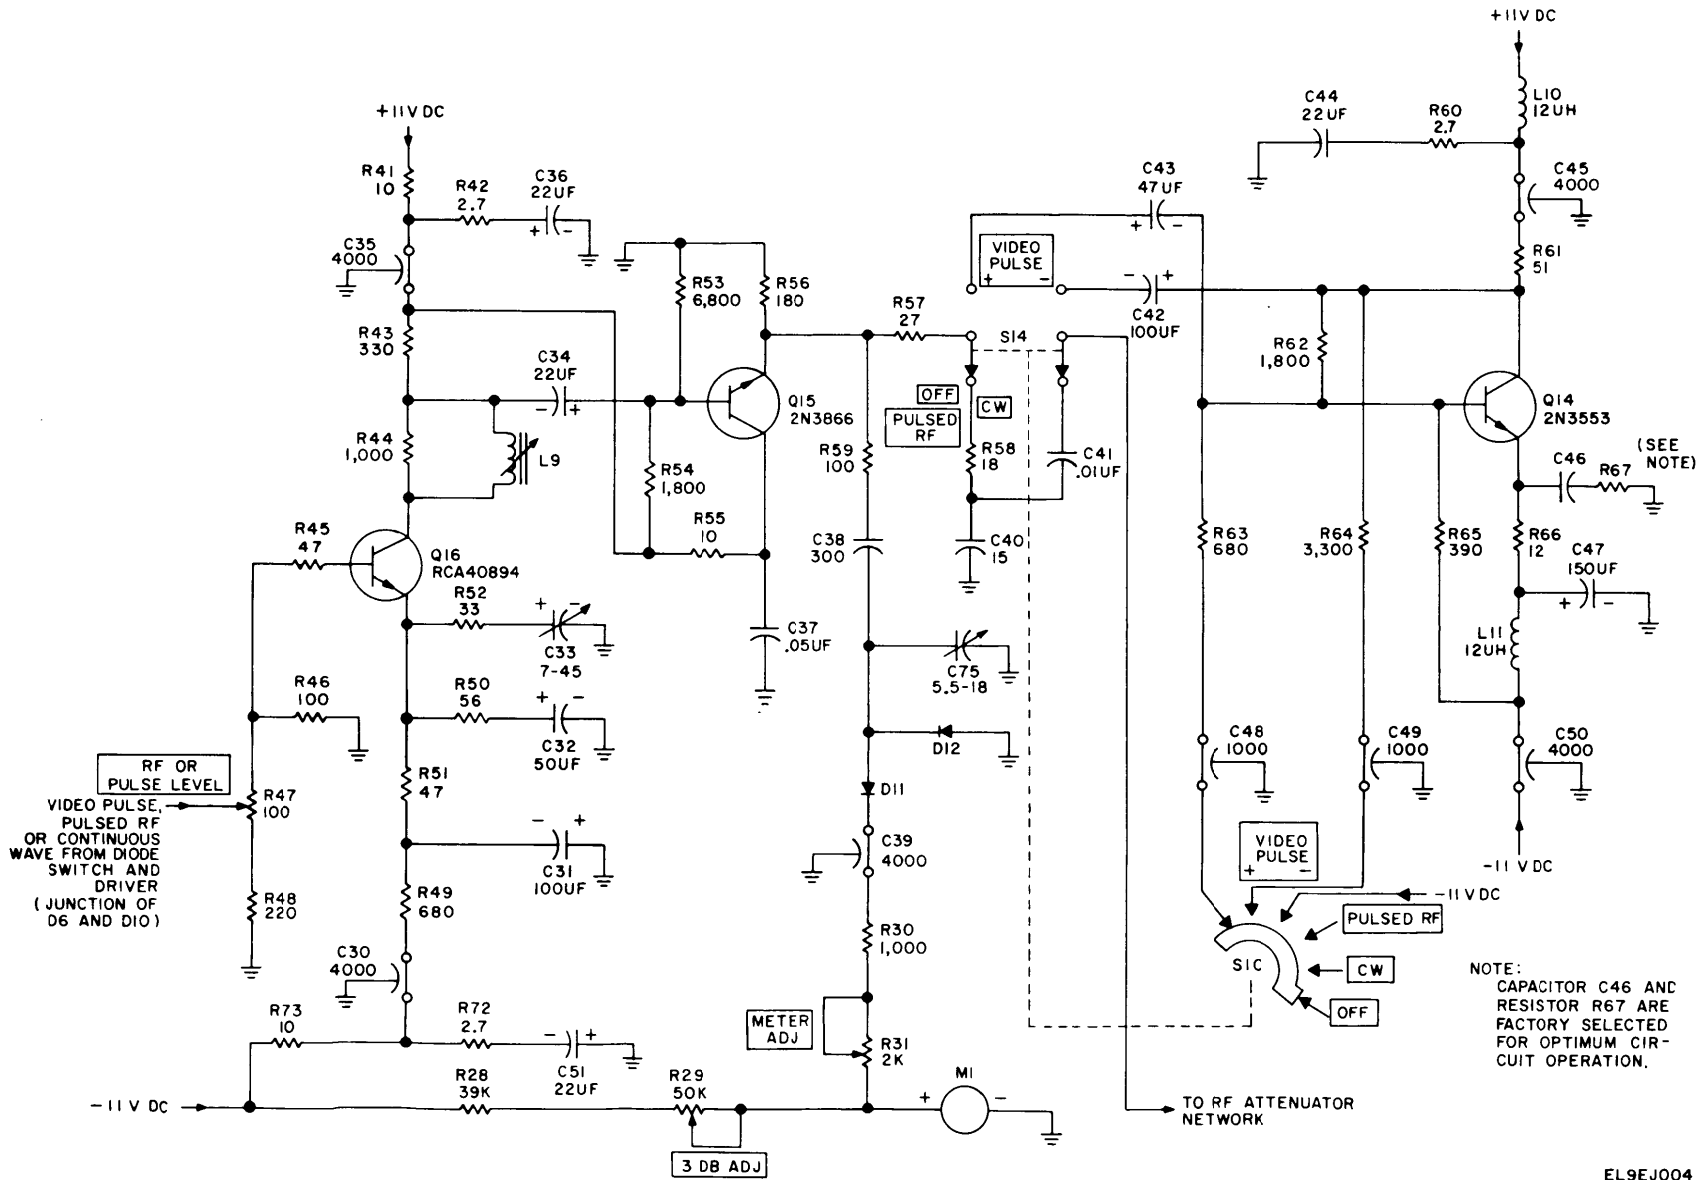 +11V DC
L10
12UH
C44
22UF
R60
2.7
+11V DC
R41
10
R42
2.7
C36
22UF
+ -
C43
47UF
+ -
C45
4000
C35
4000
VIDEO
PULSE
+ -
R61
51
R53
6,800
R56
180
R57
27
- +
C42
100UF
R43
330
S14
R62
1,800
C34
22UF
- +
Q15
2N3866
OFF
CW
PULSED
RF
Q14
2N3553
R44
1,000
L9
R54
1,800
R59
100
R58
18
C41
.01UF
C46
R67
(SEE
NOTE)
R45
47
R55
10
C38
300
C40
15
R63
680
R64
3,300
R65
390
R66
12
C47
150UF
+ -
Q16
RCA40894
R52
33
+ -
C33
7-45
C37
.05UF
C75
5.5-18
L11
12UH
R46
100
R50
56
+ -
C32
50UF
D12
C48
1000
C49
1000
C50
4000
RF OR
PULSE LEVEL
VIDEO PULSE,
PULSED RF
OR CONTINUOUS
WAVE FROM DIODE
SWITCH AND
DRIVER
(JUNCTION OF
D6 AND D10)
R47
100
R51
47
D11
- +
C31
100UF
C39
4000
VIDEO
PULSE
+ -
-11 V DC
R48
220
R49
680
-11V DC
PULSED RF
R30
1,000
C30
4000
S1C
CW
OFF
NOTE:
CAPACITOR C46 AND
RESISTOR R67 ARE
FACTORY SELECTED
FOR OPTIMUM CIR-
CUIT OPERATION.
R73
10
R72
2.7
- +
C51
22UF
METER
ADJ
R31
2K
-11 V DC
R28
39K
R29
50K
M1
+ -
TO RF ATTENUATOR
NETWORK
3 DB ADJ
EL9EJ004